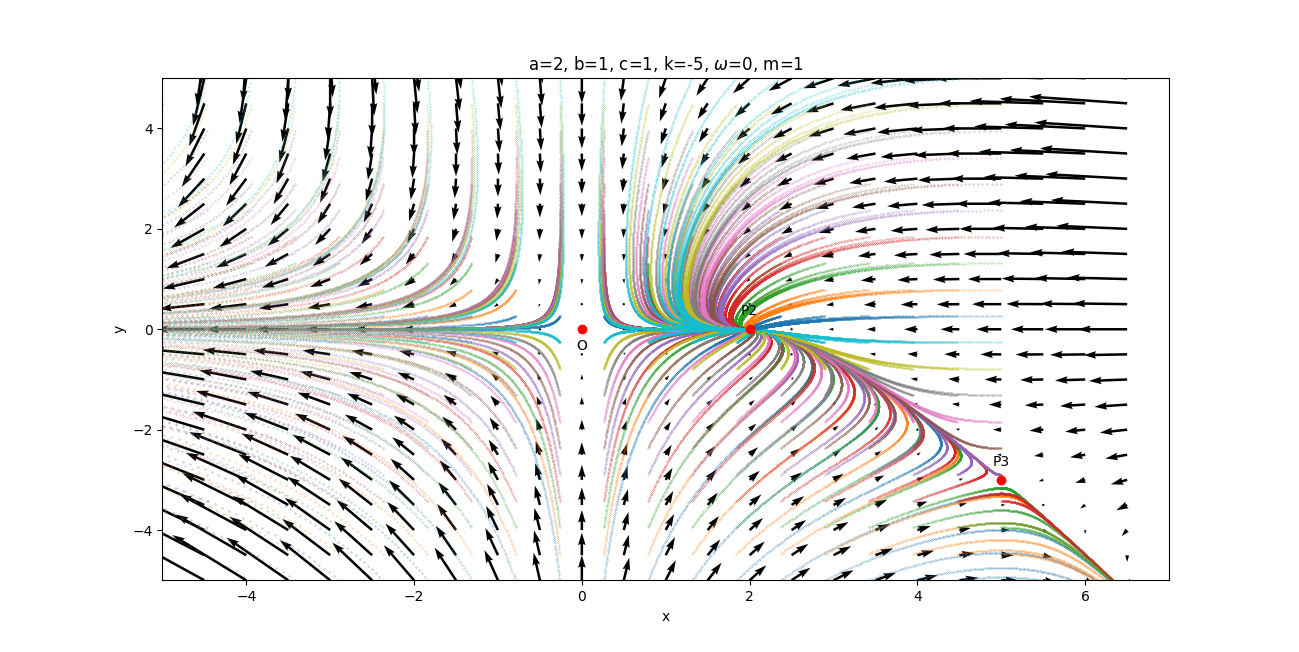 a=2, b=1, c=1, k=-5, ω=0, m=1
y
4
2
0
−2
−4
P2
O
P3
−4
−2
0
2
4
6
x